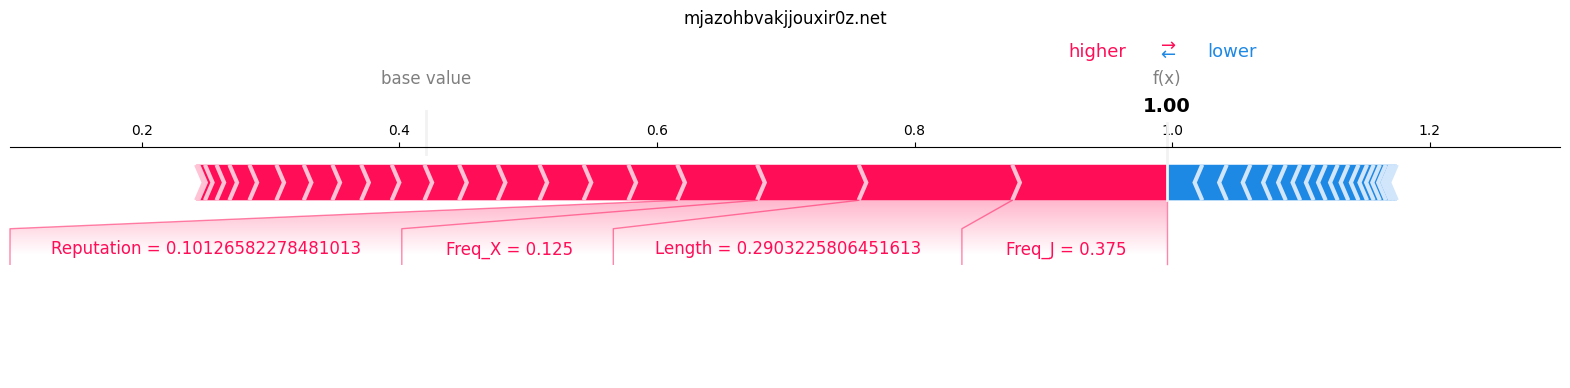 mjazohbvakjjouxir0z.net
higher → lower
←
base value f(x)
1.00
0.2 0.4 0.6 0.8 1.0 1.2
Reputation = 0.10126582278481013 Freq_X = 0.125 Length = 0.2903225806451613 Freq_J = 0.375